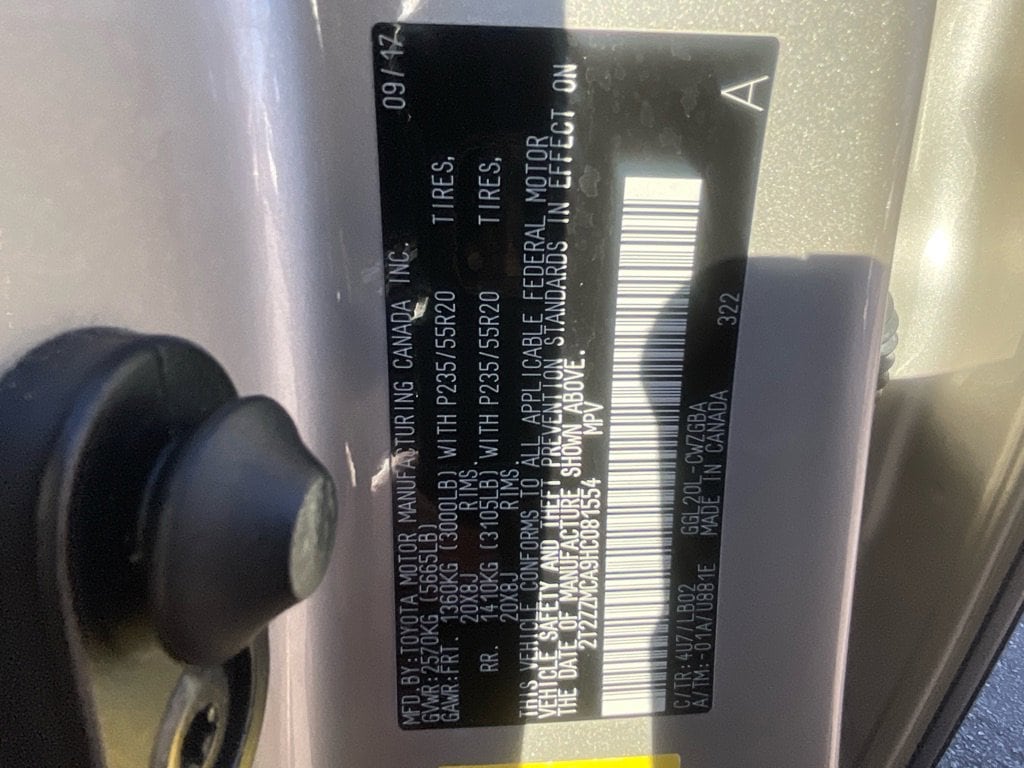 MFD.BY:TOYOTA MOTOR MANUFACTURING CANADA INC. 09/17
GVWR:2570KG (5665LB)
GAWR:FRT. 1360KG (3000LB) WITH P235/55R20 TIRES,
20X8J RIMS.
RR. 1410KG (3105LB) WITH P235/55R20 TIRES,
20X8J RIMS.
THIS VEHICLE CONFORMS TO ALL APPLICABLE FEDERAL MOTOR
VEHICLE SAFETY AND THEFT PREVENTION STANDARDS IN EFFECT ON
THE DATE OF MANUFACTURE SHOWN ABOVE.
2T2ZZMCA9HC081554 MPV
C/TR:4U7/LB02 GGL20L-CWZGBA 322
A/TM:-01A/U881E MADE IN CANADA A